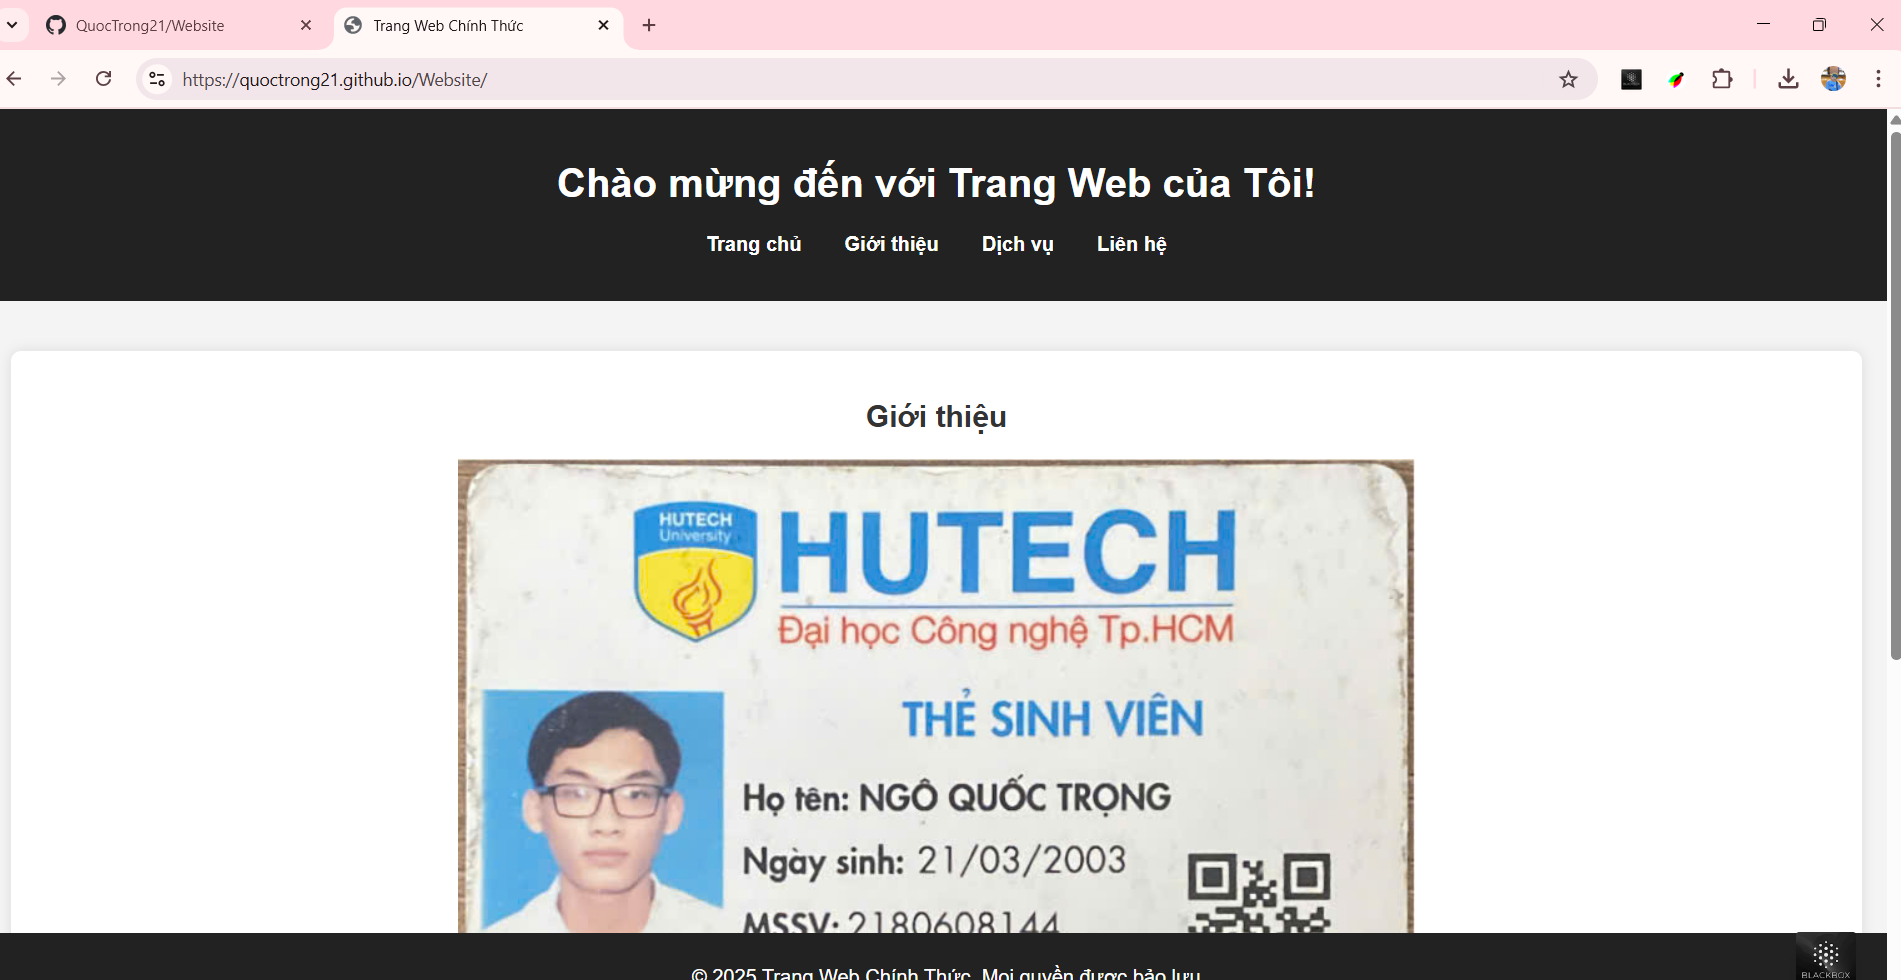 QuocTrong21/Website
Trang Web Chính Thức
https://quoctrong21.github.io/Website/
Chào mừng đến với Trang Web của Tôi!
Trang chủ Giới thiệu Dịch vụ Liên hệ
Giới thiệu
HUTECH
University
HUTECH
Đại học Công nghệ Tp.HCM
THẺ SINH VIÊN
Họ tên: NGÔ QUỐC TRỌNG
Ngày sinh: 21/03/2003
MSSV: 2180608144
© 2025 Trang Web Chính Thức. Mọi quyền được bảo lưu.
BLACKBOX